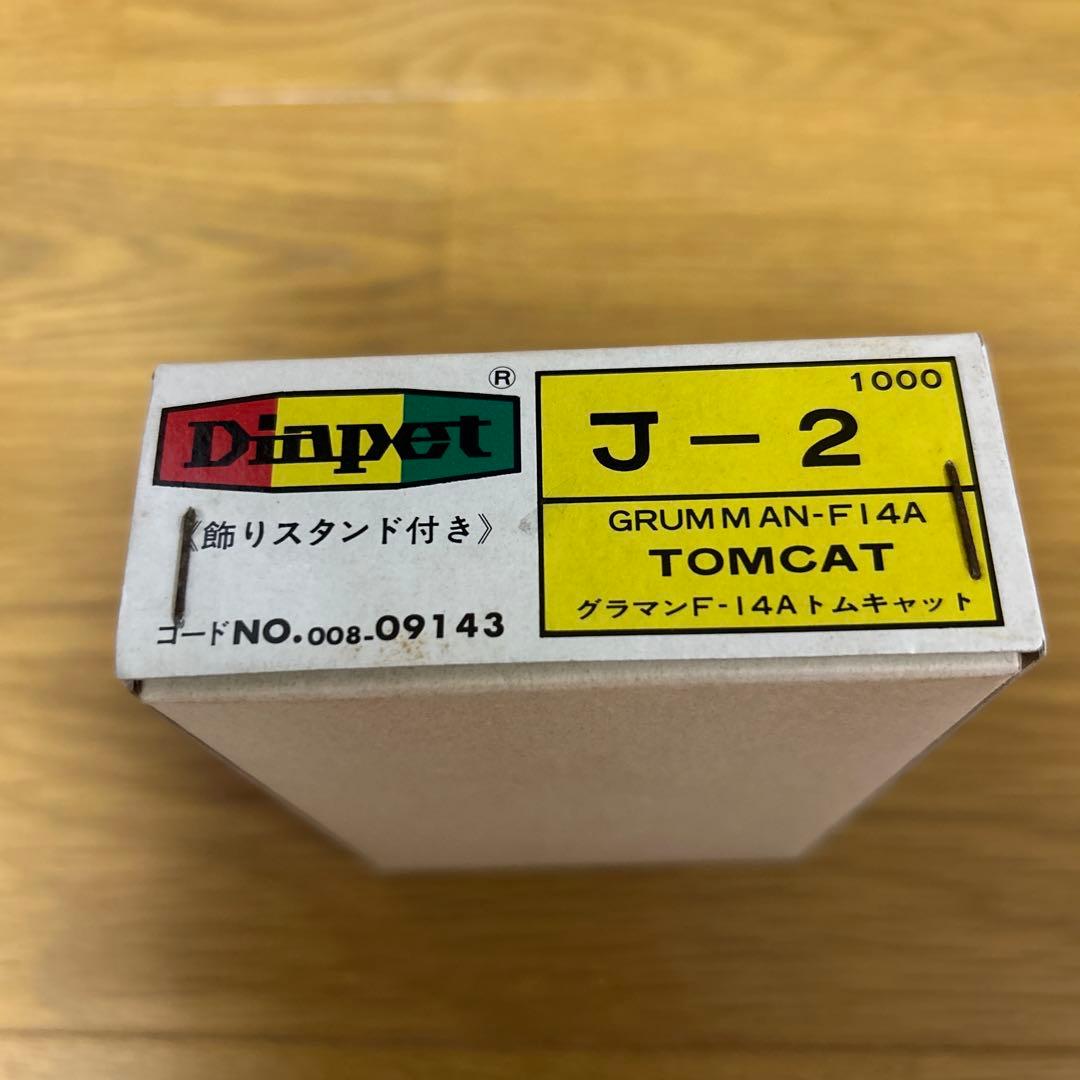 Diapet®
《飾りスタンド付き》
コードNO.008-09143
1000
J-2
GRUMMAN-F14A
TOMCAT
グラマンF-14Aトムキャット